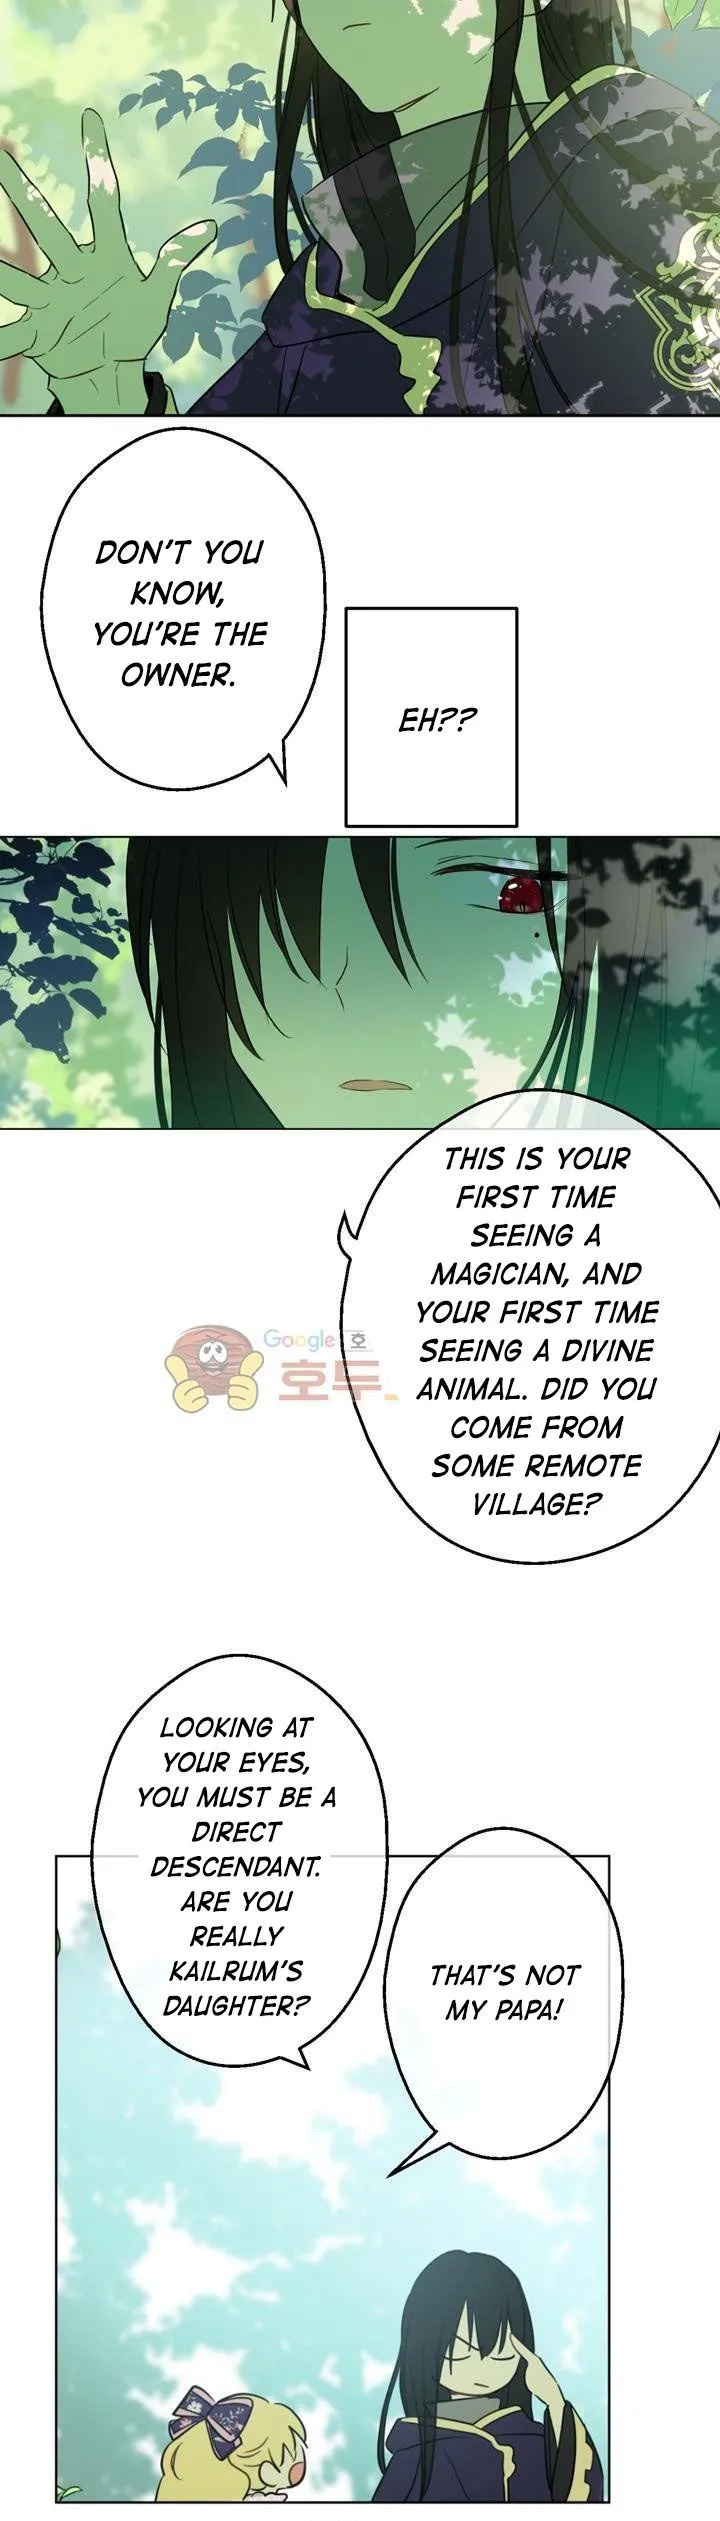 DON'T YOU
KNOW,
YOU'RE THE
OWNER.
EH??
THIS IS YOUR
FIRST TIME
SEEING A
MAGICIAN, AND
YOUR FIRST TIME
SEEING A DIVINE
ANIMAL. DID YOU
COME FROM
SOME REMOTE
VILLAGE?
Google 호
호두
LOOKING AT
YOUR EYES,
YOU MUST BE A
DIRECT
DESCENDANT.
ARE YOU
REALLY
KAILRUM'S
DAUGHTER?
THAT'S NOT
MY PAPA!